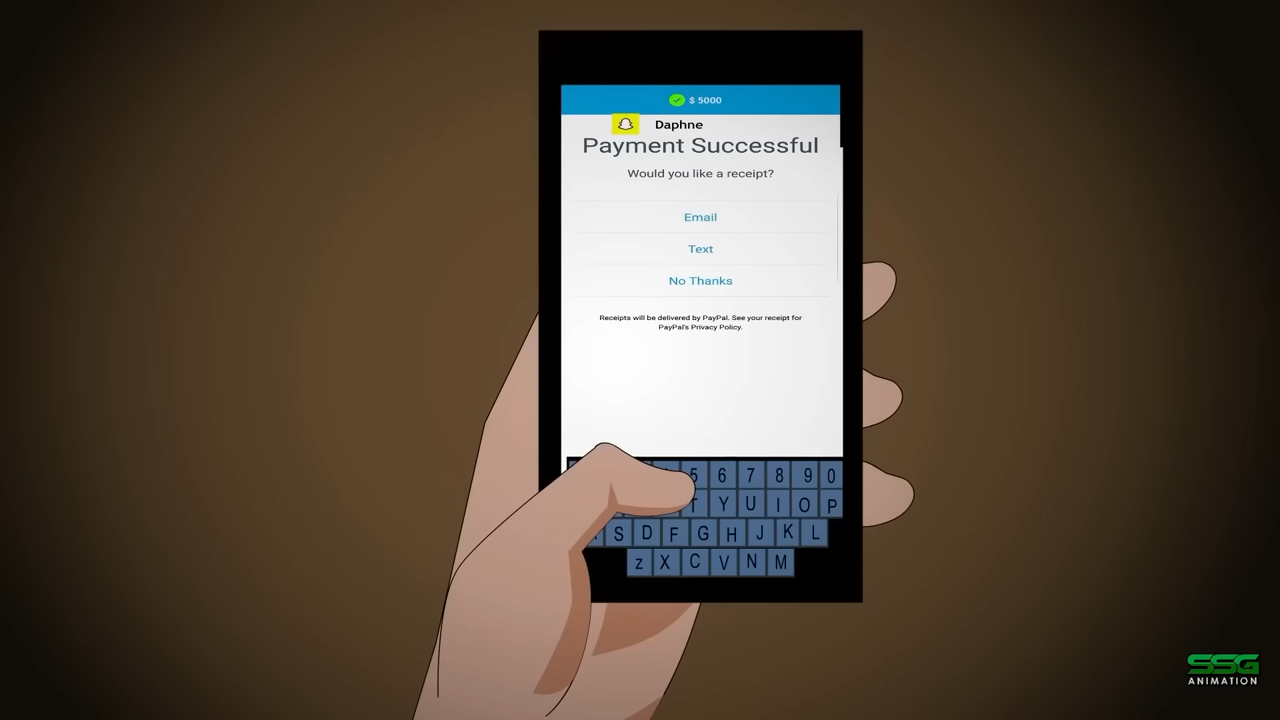 $ 5000
Daphne
Payment Successful
Would you like a receipt?
Email
Text
No Thanks
Receipts will be delivered by PayPal. See your receipt for
PayPal's Privacy Policy.
5 6 7 8 9 0
T Y U I O P
S D F G H J K L
z X C V N M
SSG
ANIMATION